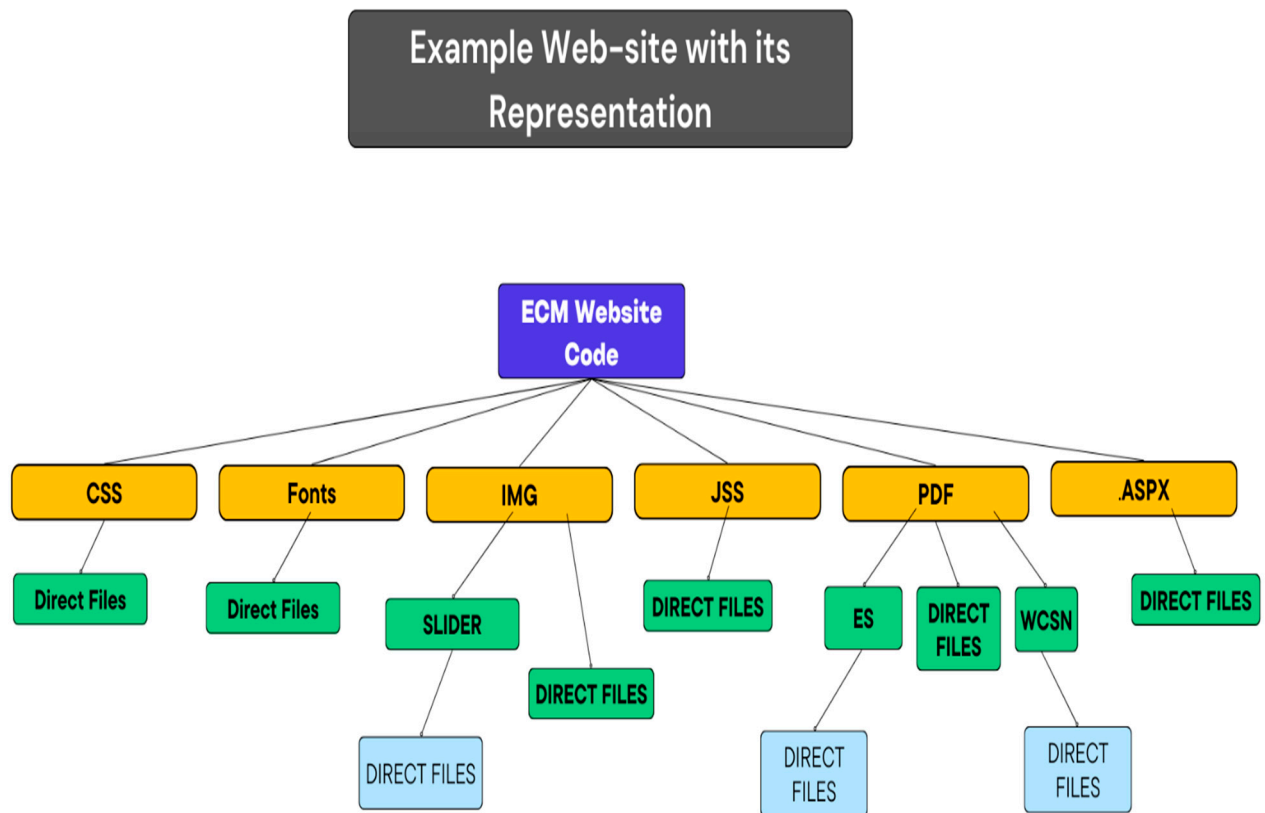 Example Web-site with its
Representation
ECM Website
Code
CSS
Fonts
IMG
JSS
PDF
.ASPX
Direct Files
Direct Files
SLIDER
DIRECT FILES
DIRECT FILES
ES
DIRECT
FILES
WCSN
DIRECT FILES
DIRECT FILES
DIRECT
FILES
DIRECT
FILES